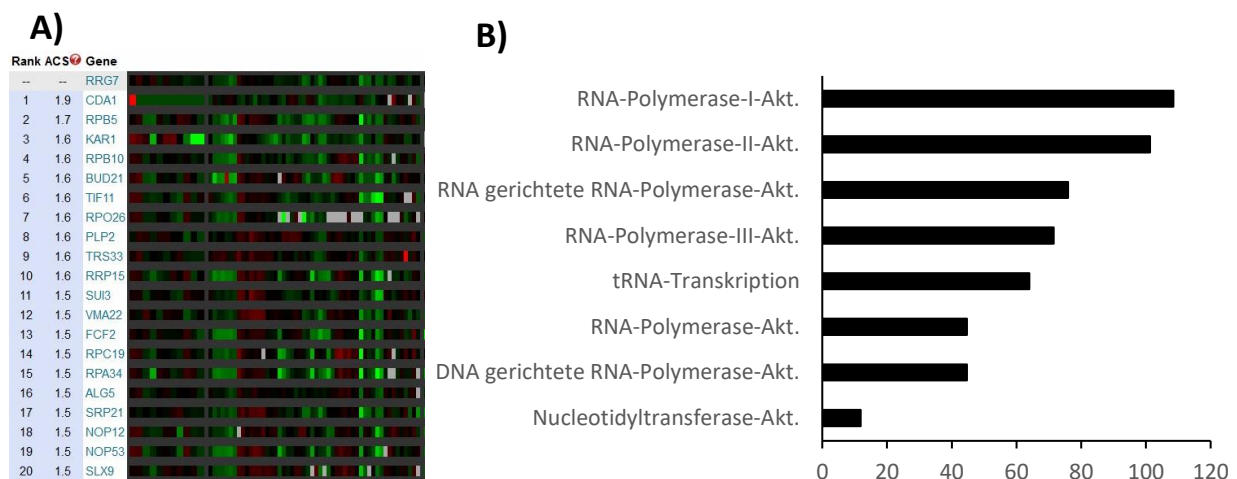 A)
B)
Rank ACS? Gene
-- -- RRG7
1 1.9 CDA1
2 1.7 RPB5
3 1.6 KAR1
4 1.6 RPB10
5 1.6 BUD21
6 1.6 TIF11
7 1.6 RPO26
8 1.6 PLP2
9 1.6 TRS33
10 1.6 RRP15
11 1.5 SUI3
12 1.5 VMA22
13 1.5 FCF2
14 1.5 RPC19
15 1.5 RPA34
16 1.5 ALG5
17 1.5 SRP21
18 1.5 NOP12
19 1.5 NOP53
20 1.5 SLX9
RNA-Polymerase-I-Akt.
RNA-Polymerase-II-Akt.
RNA gerichtete RNA-Polymerase-Akt.
RNA-Polymerase-III-Akt.
tRNA-Transkription
RNA-Polymerase-Akt.
DNA gerichtete RNA-Polymerase-Akt.
Nucleotidyltransferase-Akt.
0 20 40 60 80 100 120